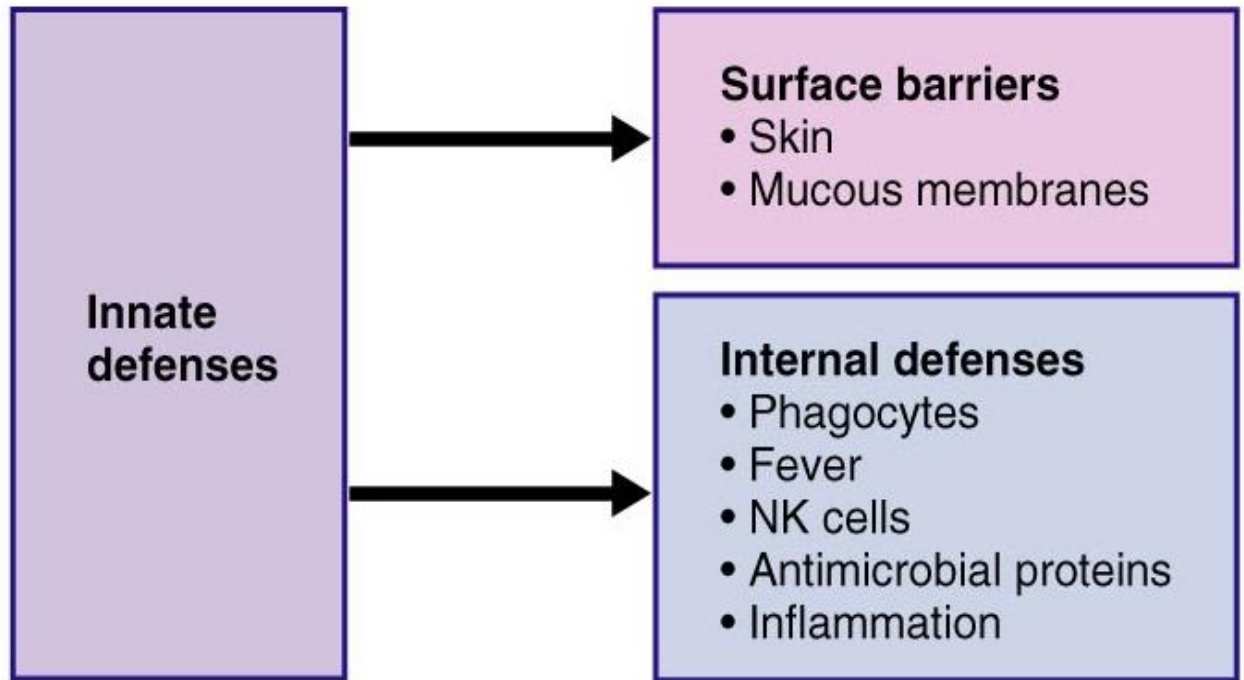 Innate
defenses
Surface barriers
• Skin
• Mucous membranes
Internal defenses
• Phagocytes
• Fever
• NK cells
• Antimicrobial proteins
• Inflammation